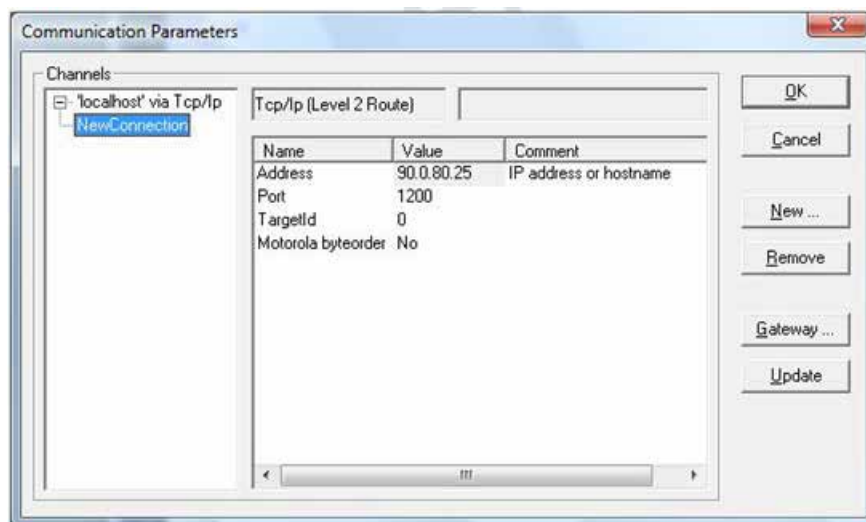 Communication Parameters
Channels
'localhost' via Tcp/Ip
NewConnection
Tcp/Ip (Level 2 Route)
Name Value Comment
Address 90.0.80.25 IP address or hostname
Port 1200
TargetId 0
Motorola byteorder No
OK
Cancel
New ...
Remove
Gateway ...
Update